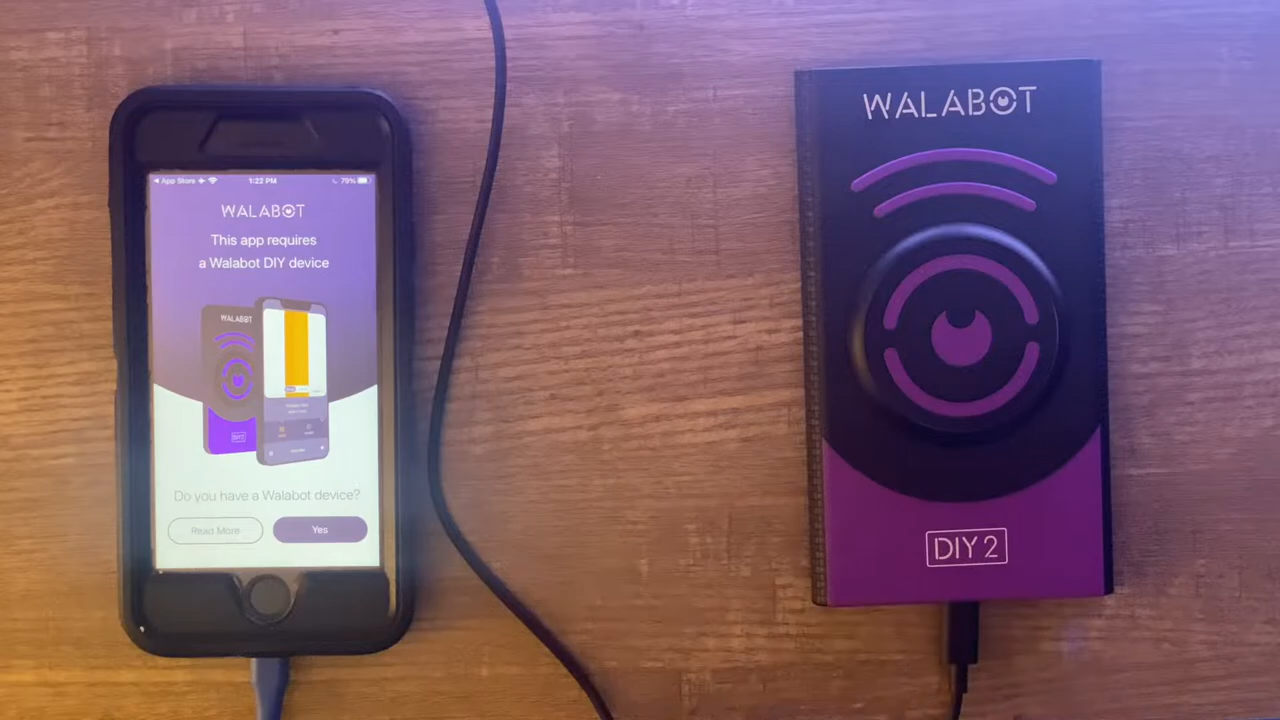 App Store
1:22 PM
79%
WALABOT
This app requires
a Walabot DIY device
WALABOT
Do you have a Walabot device?
Read More
Yes
WALABOT
DIY 2